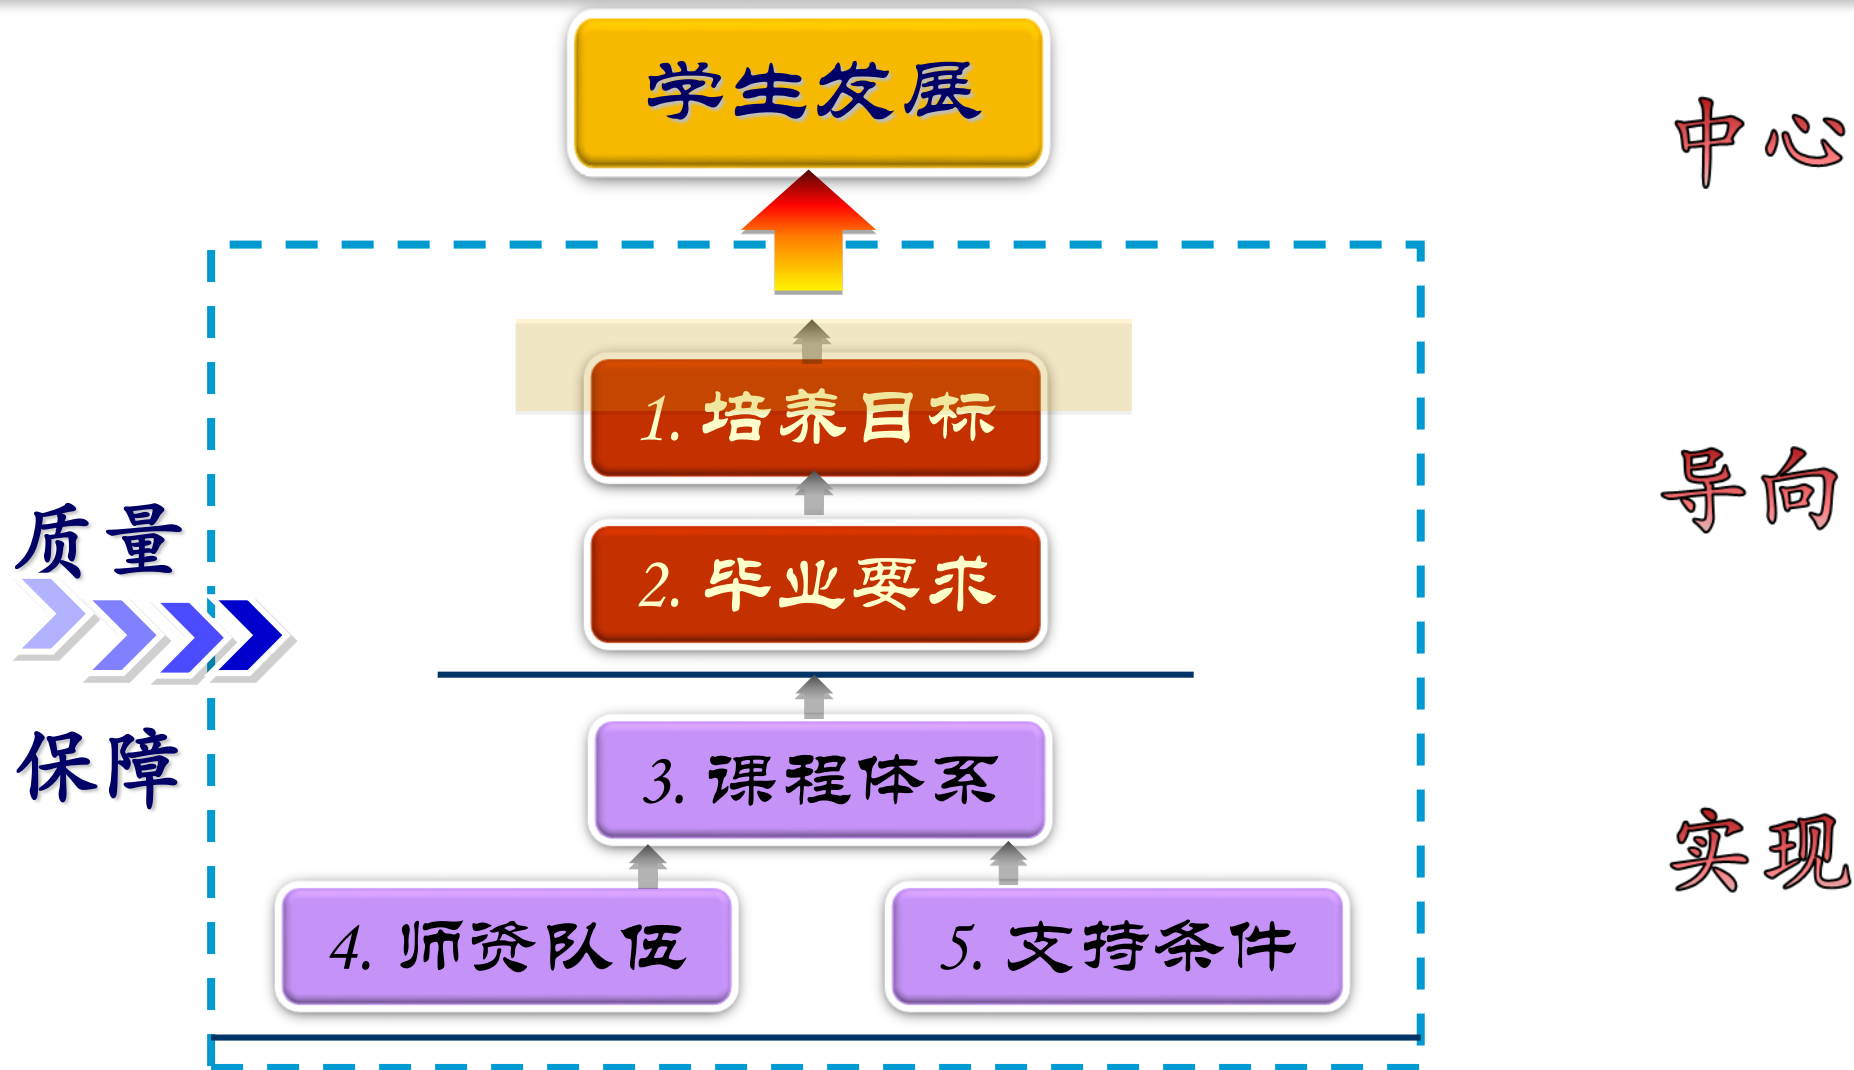 学生发展
中心
1. 培养目标
导向
2. 毕业要求
质量
保障
3. 课程体系
实现
4. 师资队伍
5. 支持条件